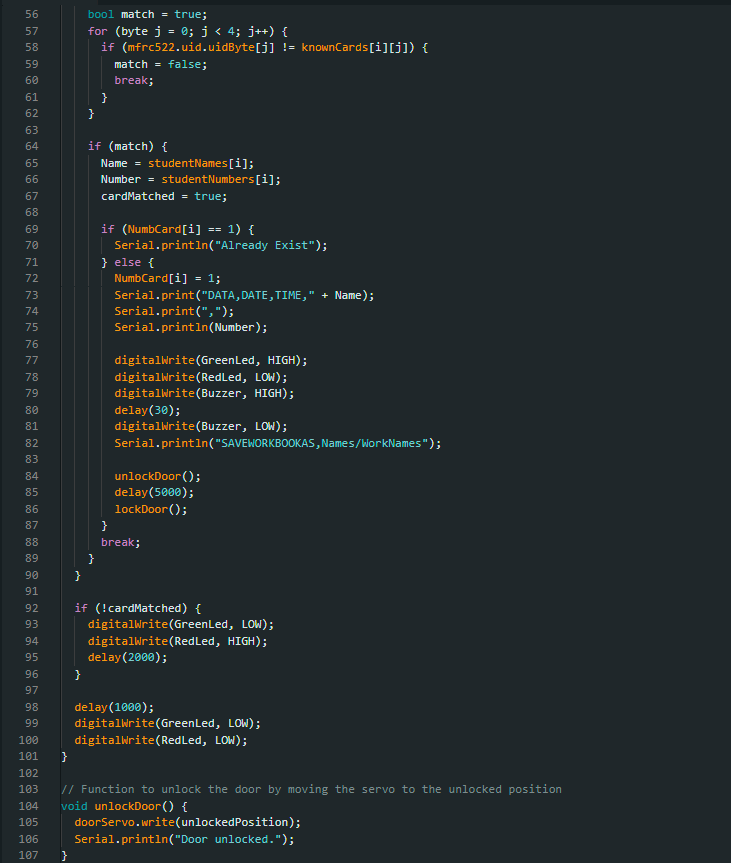 56 bool match = true;
57 for (byte j = 0; j < 4; j++) {
58 if (mfrc522.uid.uidByte[j] != knownCards[i][j]) {
59 match = false;
60 break;
61 }
62 }
63
64 if (match) {
65 Name = studentNames[i];
66 Number = studentNumbers[i];
67 cardMatched = true;
68
69 if (NumbCard[i] == 1) {
70 Serial.println("Already Exist");
71 } else {
72 NumbCard[i] = 1;
73 Serial.print("DATA,DATE,TIME," + Name);
74 Serial.print(",");
75 Serial.println(Number);
76
77 digitalWrite(GreenLed, HIGH);
78 digitalWrite(RedLed, LOW);
79 digitalWrite(Buzzer, HIGH);
80 delay(30);
81 digitalWrite(Buzzer, LOW);
82 Serial.println("SAVEWORKBOOKAS,Names/WorkNames");
83
84 unlockDoor();
85 delay(5000);
86 lockDoor();
87 }
88 break;
89 }
90 }
91
92 if (!cardMatched) {
93 digitalWrite(GreenLed, LOW);
94 digitalWrite(RedLed, HIGH);
95 delay(2000);
96 }
97
98 delay(1000);
99 digitalWrite(GreenLed, LOW);
100 digitalWrite(RedLed, LOW);
101 }
102
103 // Function to unlock the door by moving the servo to the unlocked position
104 void unlockDoor() {
105 doorServo.write(unlockedPosition);
106 Serial.println("Door unlocked.");
107 }